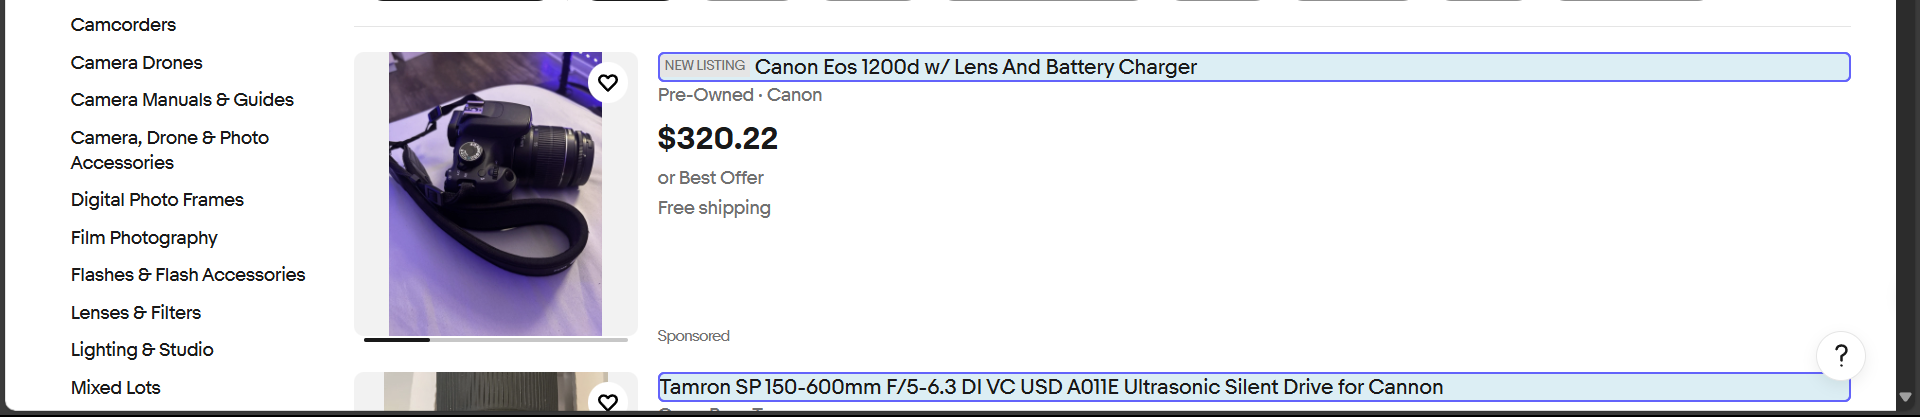 Camcorders
Camera Drones
Camera Manuals & Guides
Camera, Drone & Photo
Accessories
Digital Photo Frames
Film Photography
Flashes & Flash Accessories
Lenses & Filters
Lighting & Studio
Mixed Lots
NEW LISTING Canon Eos 1200d w/ Lens And Battery Charger
Pre-Owned · Canon
$320.22
or Best Offer
Free shipping
Sponsored
Tamron SP 150-600mm F/5-6.3 DI VC USD A011E Ultrasonic Silent Drive for Cannon
?